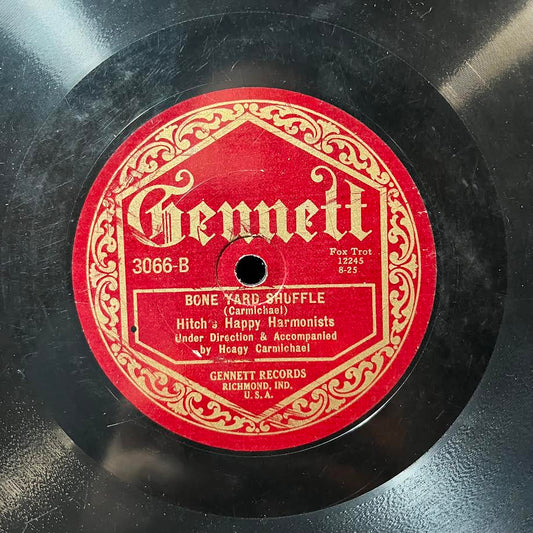 Gennett
3066-B
Fox Trot
12245
8-25
BONE YARD SHUFFLE
(Carmichael)
Hitch's Happy Harmonists
Under Direction & Accompanied
by Hoagy Carmichael
GENNETT RECORDS
RICHMOND, IND.
U.S.A.